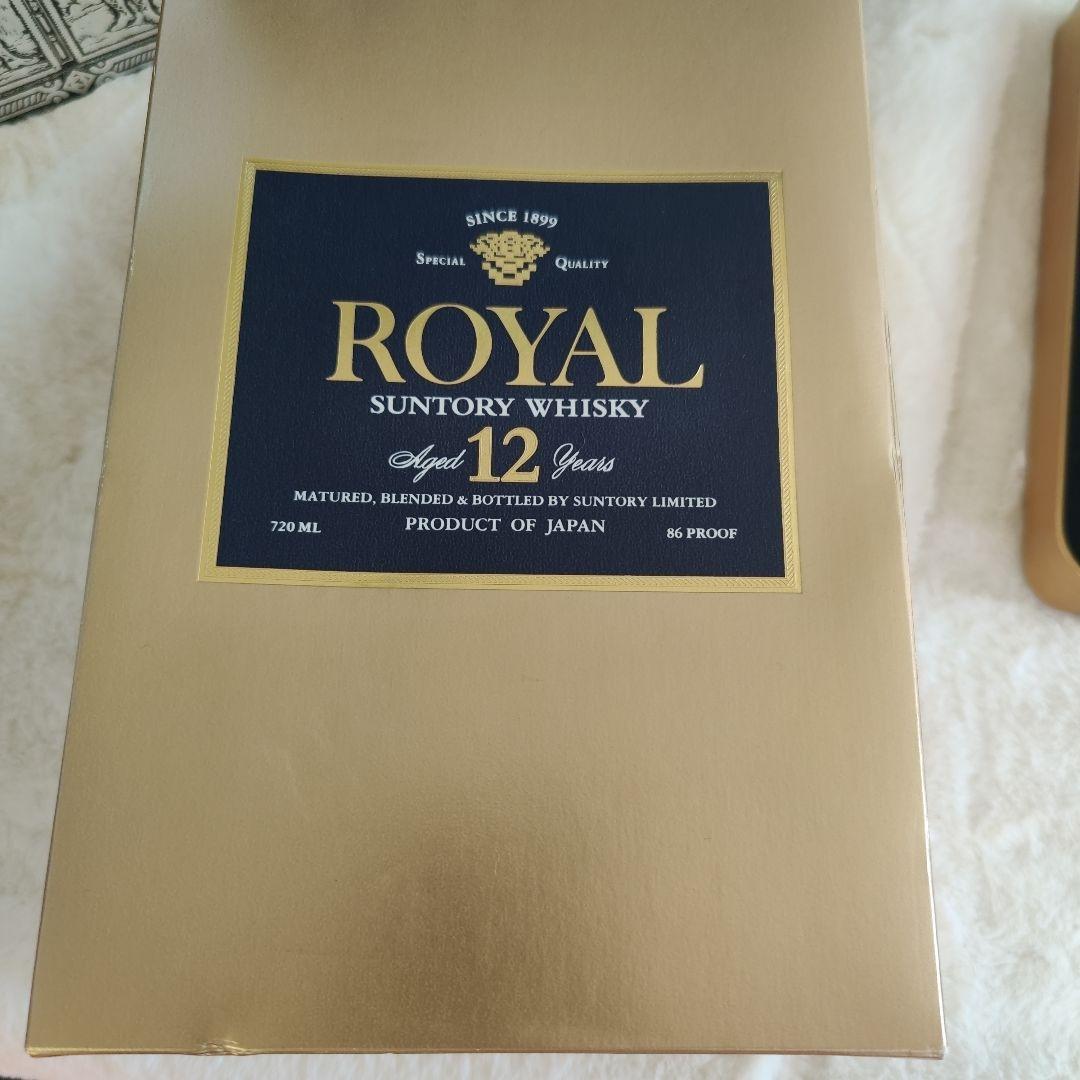 SINCE 1899
SPECIAL QUALITY
ROYAL
SUNTORY WHISKY
Aged 12 Years
MATURED, BLENDED & BOTTLED BY SUNTORY LIMITED
720 ML PRODUCT OF JAPAN 86 PROOF